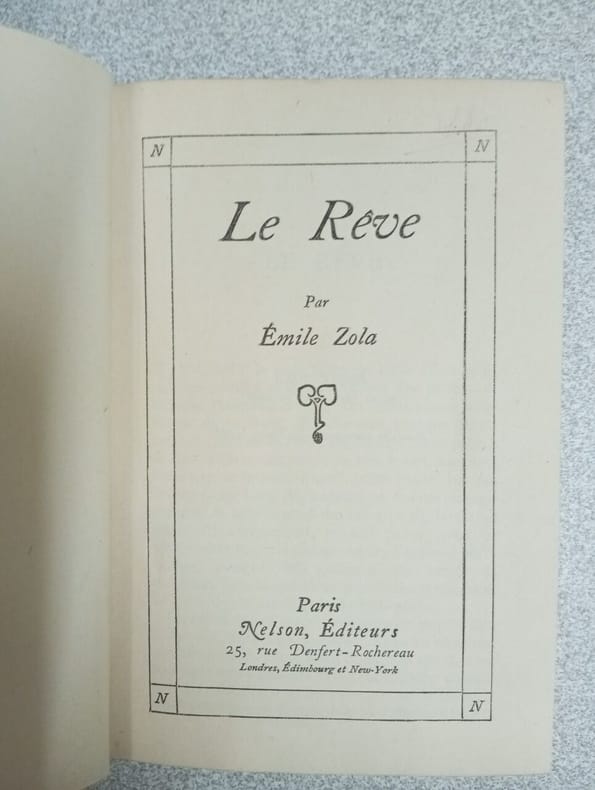 N N
Le Rêve
Par
Émile Zola
Paris
Nelson, Éditeurs
25, rue Denfert-Rochereau
Londres, Édimbourg et New-York
N N